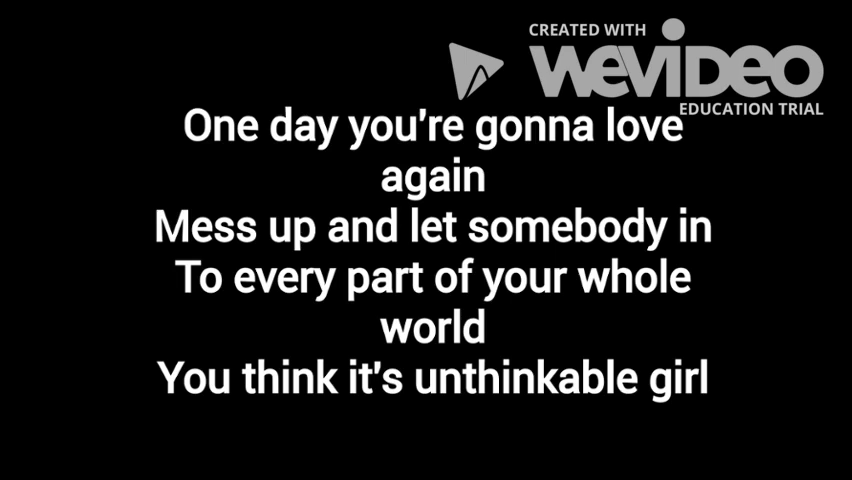 CREATED WITH
WEVIDEO
EDUCATION TRIAL
One day you're gonna love
again
Mess up and let somebody in
To every part of your whole
world
You think it's unthinkable girl